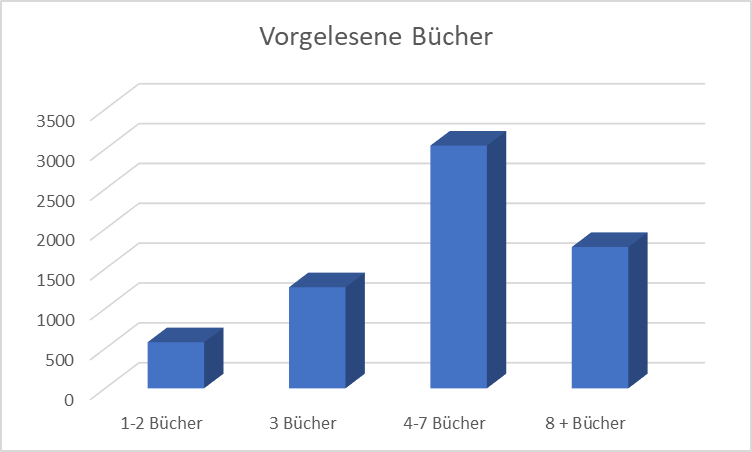 Vorgelesene Bücher
3500
3000
2500
2000
1500
1000
500
0
1-2 Bücher
3 Bücher
4-7 Bücher
8 + Bücher